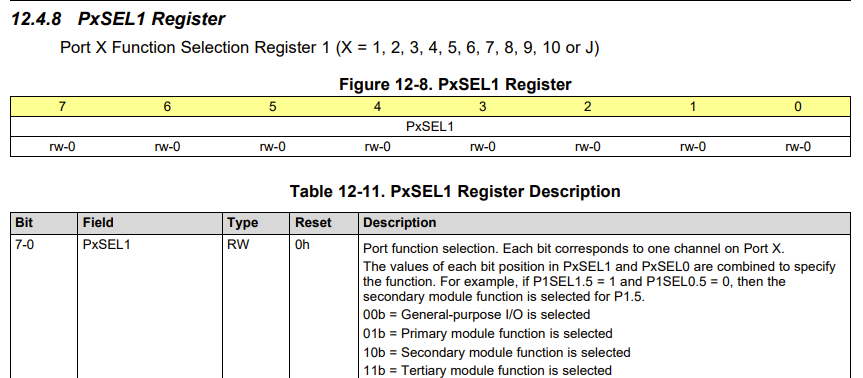 12.4.8 PxSEL1 Register
Port X Function Selection Register 1 (X = 1, 2, 3, 4, 5, 6, 7, 8, 9, 10 or J)
Figure 12-8. PxSEL1 Register
7 6 5 4 3 2 1 0
PxSEL1
rw-0 rw-0 rw-0 rw-0 rw-0 rw-0 rw-0 rw-0
Table 12-11. PxSEL1 Register Description
Bit Field Type Reset Description
7-0 PxSEL1 RW 0h Port function selection. Each bit corresponds to one channel on Port X.
The values of each bit position in PxSEL1 and PxSEL0 are combined to specify
the function. For example, if P1SEL1.5 = 1 and P1SEL0.5 = 0, then the
secondary module function is selected for P1.5.
00b = General-purpose I/O is selected
01b = Primary module function is selected
10b = Secondary module function is selected
11b = Tertiary module function is selected